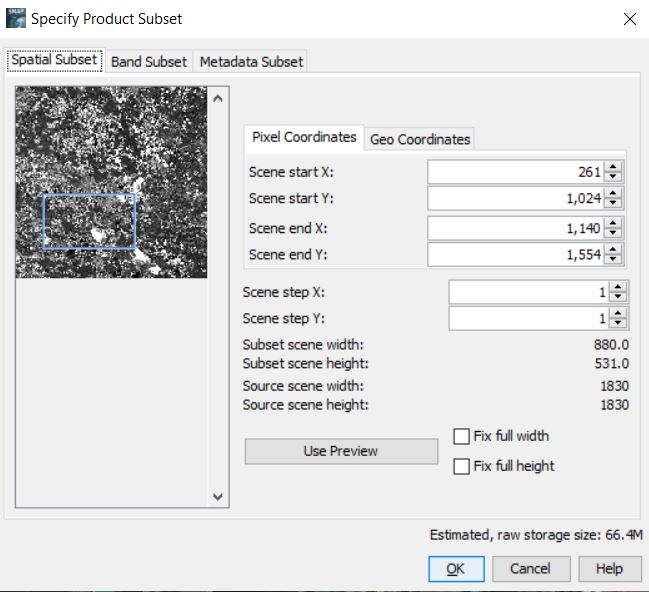 Specify Product Subset
Spatial Subset Band Subset Metadata Subset
Pixel Coordinates Geo Coordinates
Scene start X: 261
Scene start Y: 1,024
Scene end X: 1,140
Scene end Y: 1,554
Scene step X: 1
Scene step Y: 1
Subset scene width: 880.0
Subset scene height: 531.0
Source scene width: 1830
Source scene height: 1830
Use Preview
Fix full width
Fix full height
Estimated, raw storage size: 66.4M
OK Cancel Help